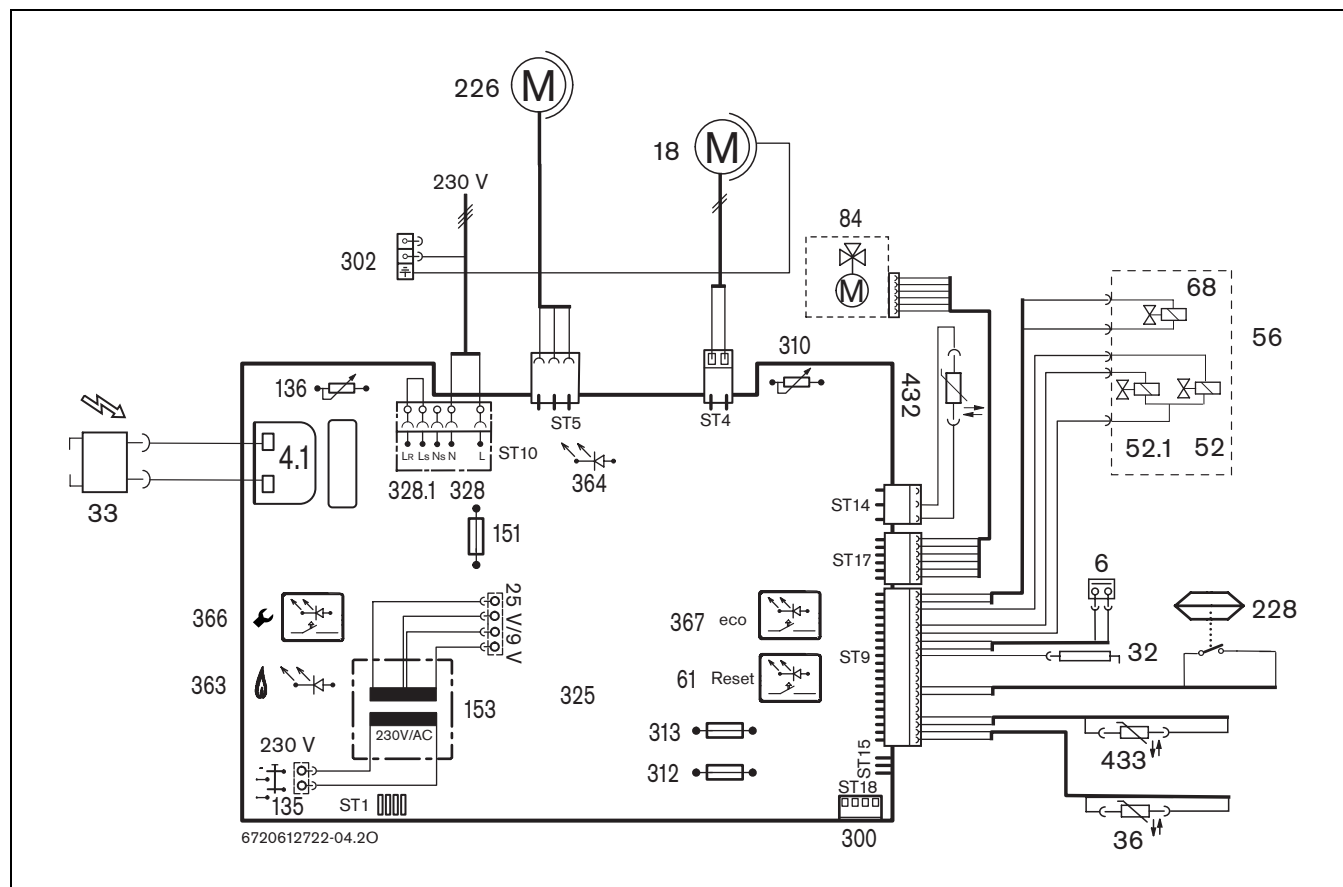 226
M
18
M
230 V
84
M
302
68
56
310
136
432
ST5
ST4
52.1
52
4.1
LR
Ls
Ns
N
L
ST10
364
328.1
328
33
ST14
151
ST17
6
25 V/9 V
366
367
eco
228
ST9
32
363
61
Reset
153
325
230V/AC
313
433
230 V
312
ST15
135
ST1
ST18
36
6720612722-04.2O
300